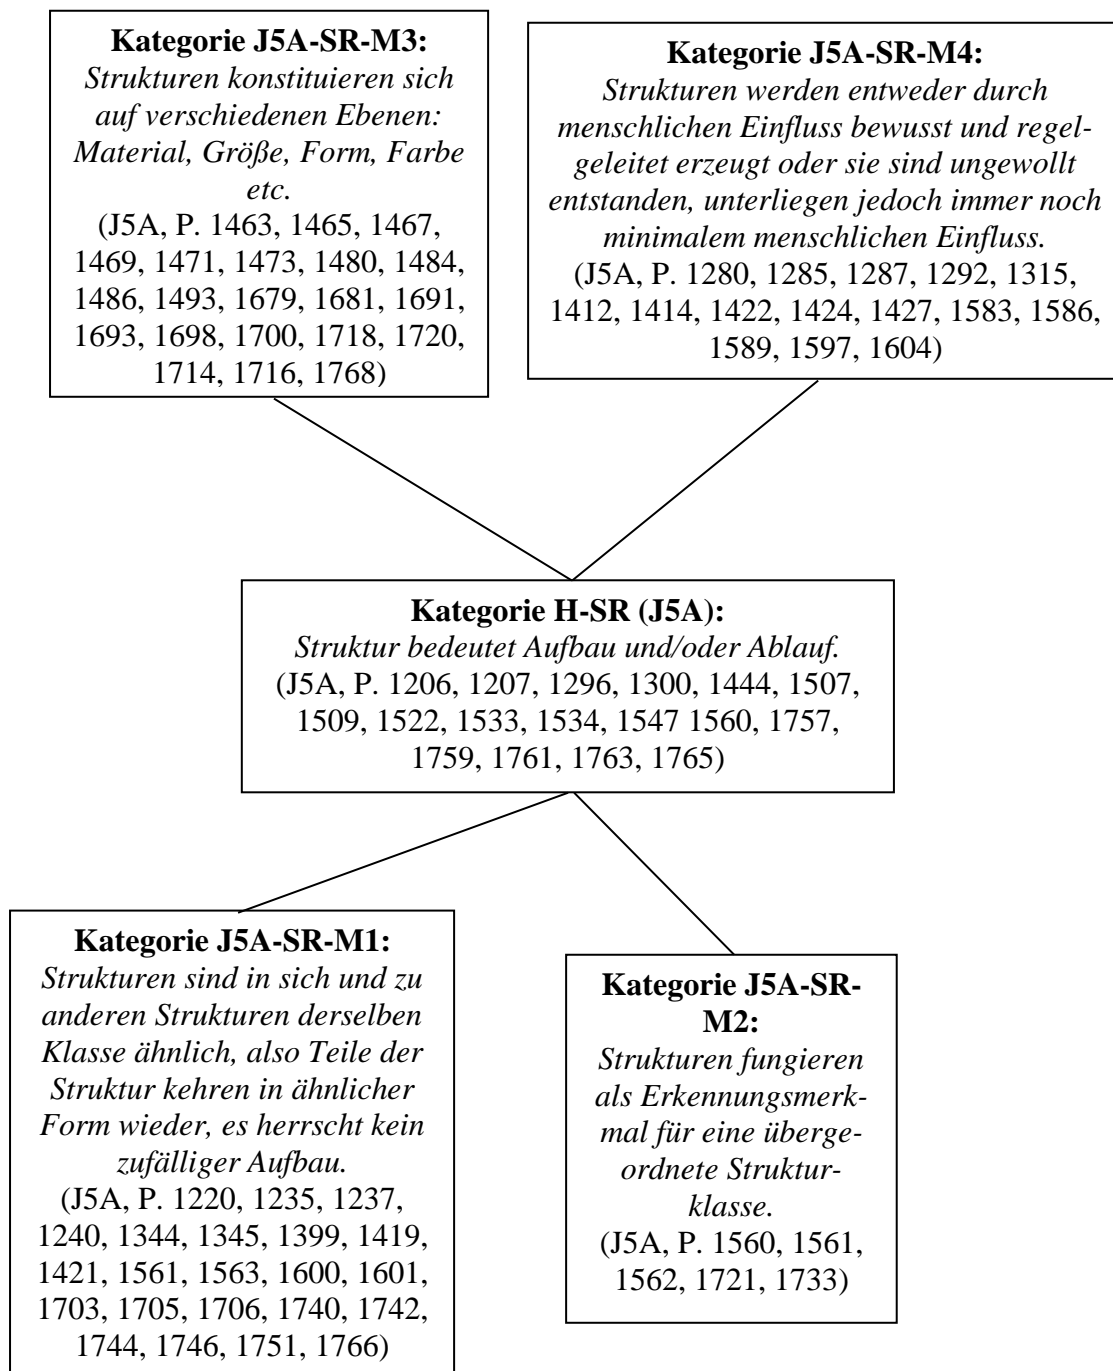 Kategorie J5A-SR-M3:
Strukturen konstituieren sich
auf verschiedenen Ebenen:
Material, Größe, Form, Farbe
etc.
(J5A, P. 1463, 1465, 1467,
1469, 1471, 1473, 1480, 1484,
1486, 1493, 1679, 1681, 1691,
1693, 1698, 1700, 1718, 1720,
1714, 1716, 1768)
Kategorie J5A-SR-M4:
Strukturen werden entweder durch
menschlichen Einfluss bewusst und regel-
geleitet erzeugt oder sie sind ungewollt
entstanden, unterliegen jedoch immer noch
minimalem menschlichen Einfluss.
(J5A, P. 1280, 1285, 1287, 1292, 1315,
1412, 1414, 1422, 1424, 1427, 1583, 1586,
1589, 1597, 1604)
Kategorie H-SR (J5A):
Struktur bedeutet Aufbau und/oder Ablauf.
(J5A, P. 1206, 1207, 1296, 1300, 1444, 1507,
1509, 1522, 1533, 1534, 1547 1560, 1757,
1759, 1761, 1763, 1765)
Kategorie J5A-SR-M1:
Strukturen sind in sich und zu
anderen Strukturen derselben
Klasse ähnlich, also Teile der
Struktur kehren in ähnlicher
Form wieder, es herrscht kein
zufälliger Aufbau.
(J5A, P. 1220, 1235, 1237,
1240, 1344, 1345, 1399, 1419,
1421, 1561, 1563, 1600, 1601,
1703, 1705, 1706, 1740, 1742,
1744, 1746, 1751, 1766)
Kategorie J5A-SR-
M2:
Strukturen fungieren
als Erkennungsmerk-
mal für eine überge-
ordnete Struktur-
klasse.
(J5A, P. 1560, 1561,
1562, 1721, 1733)